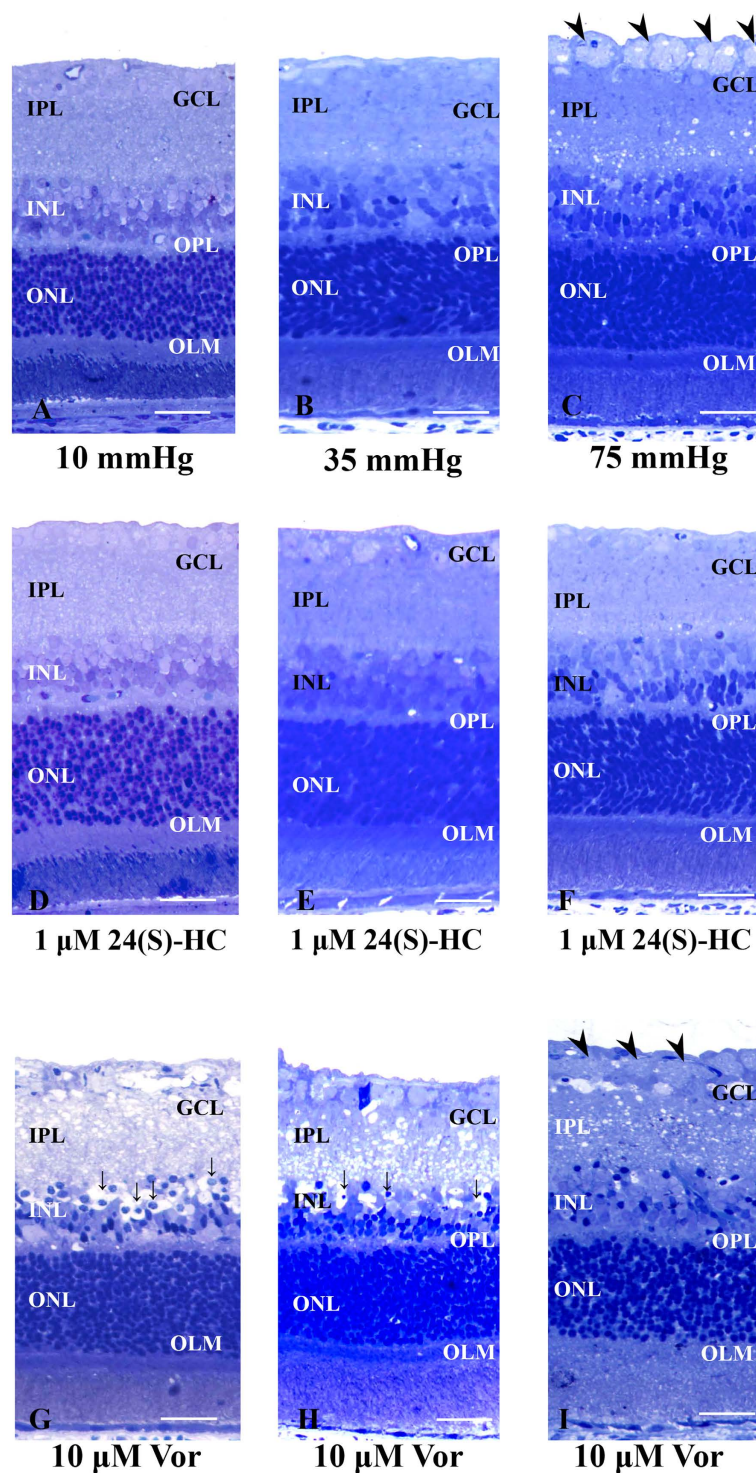 GCL
IPL
INL
OPL
ONL
OLM
A
10 mmHg
GCL
IPL
INL
OPL
ONL
OLM
B
35 mmHg
GCL
IPL
INL
OPL
ONL
OLM
C
75 mmHg
GCL
IPL
INL
ONL
OLM
D
1 μM 24(S)-HC
GCL
IPL
INL
OPL
ONL
OLM
E
1 μM 24(S)-HC
GCL
IPL
INL
OPL
ONL
OLM
F
1 μM 24(S)-HC
GCL
IPL
INL
ONL
OLM
G
10 μM Vor
GCL
IPL
INL
OPL
ONL
OLM
H
10 μM Vor
GCL
IPL
INL
OPL
ONL
OLM
I
10 μM Vor